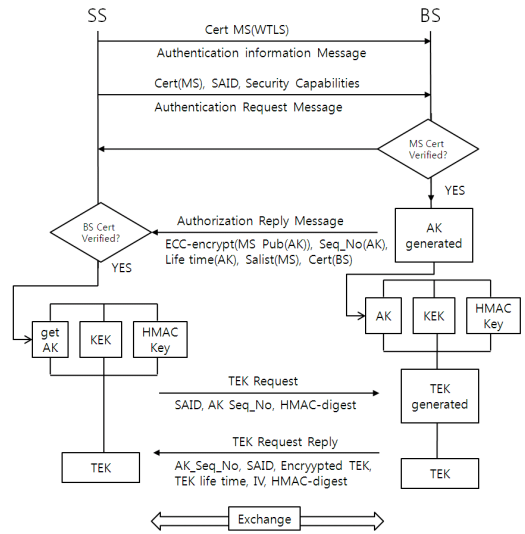 SS
BS
Cert MS(WTLS)
Authentication information Message
Cert(MS), SAID, Security Capabilities
Authentication Request Message
MS Cert
Verified?
YES
BS Cert
Verified?
YES
Authorization Reply Message
ECC-encrypt(MS Pub(AK)), Seq_No(AK),
Life time(AK), Salist(MS), Cert(BS)
AK
generated
get
AK
KEK
HMAC
Key
AK
KEK
HMAC
Key
TEK Request
SAID, AK Seq_No, HMAC-digest
TEK
generated
TEK Request Reply
AK_Seq_No, SAID, Encryypted TEK,
TEK life time, IV, HMAC-digest
TEK
TEK
Exchange